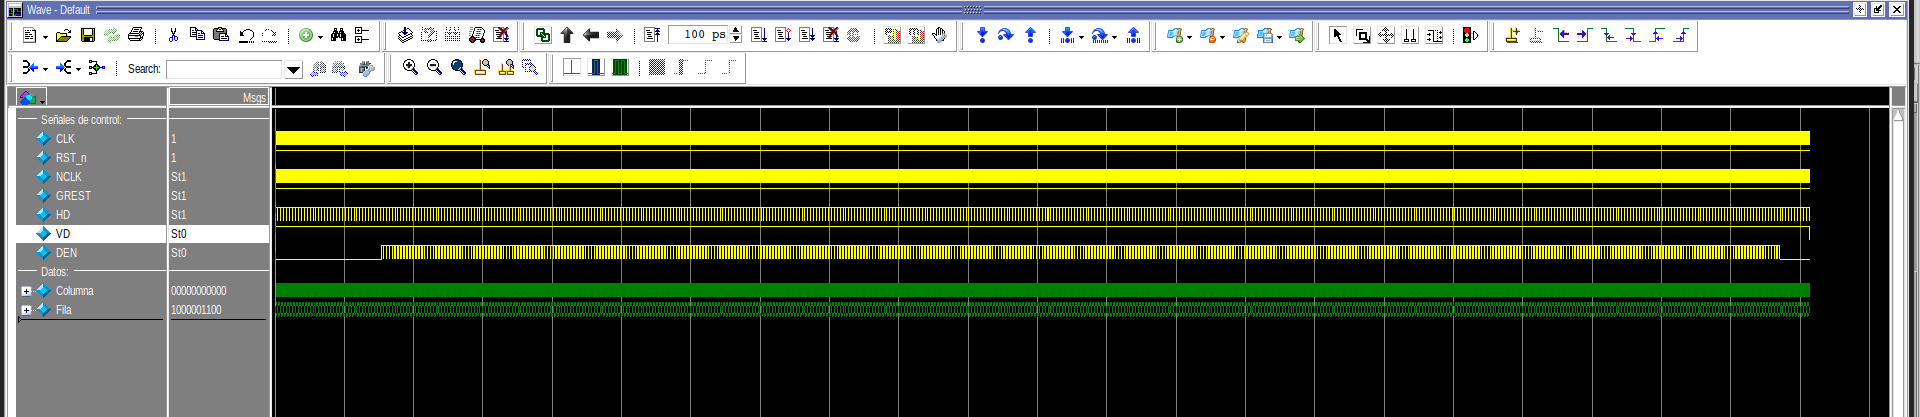 Wave - Default
100 ps
Search:
Msgs
Señales de control:
CLK 1
RST_n 1
NCLK St1
GREST St1
HD St1
VD St0
DEN St0
Datos:
Columna 00000000000
Fila 1000001100